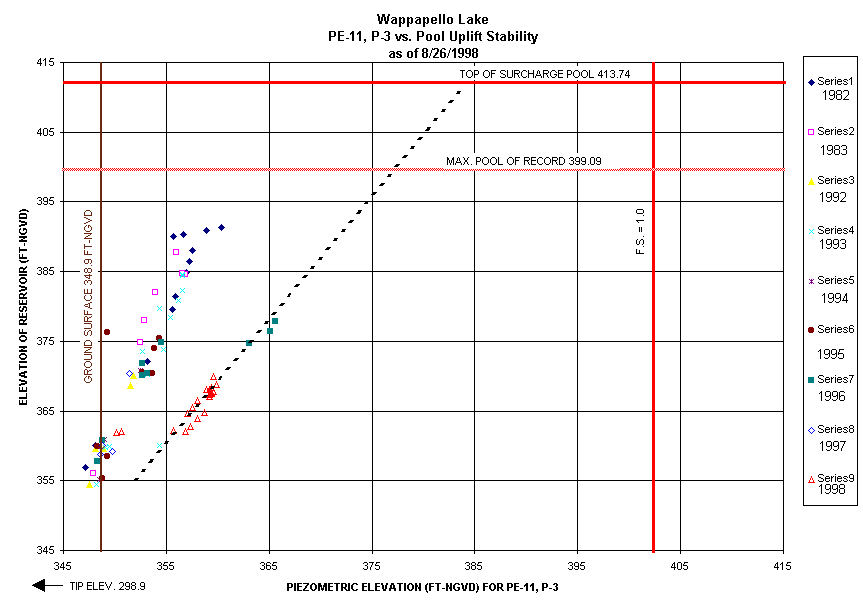 Wappapello Lake
PE-11, P-3 vs. Pool Uplift Stability
as of 8/26/1998
415
405
395
385
375
365
355
345
ELEVATION OF RESERVOIR (FT-NGVD)
TOP OF SURCHARGE POOL 413.74
MAX. POOL OF RECORD 399.09
GROUND SURFACE 348.9 FT-NGVD
F.S. = 1.0
345 355 365 375 385 395 405 415
TIP ELEV. 298.9
PIEZOMETRIC ELEVATION (FT-NGVD) FOR PE-11, P-3
Series1
1982
Series2
1983
Series3
1992
Series4
1993
Series5
1994
Series6
1995
Series7
1996
Series8
1997
Series9
1998